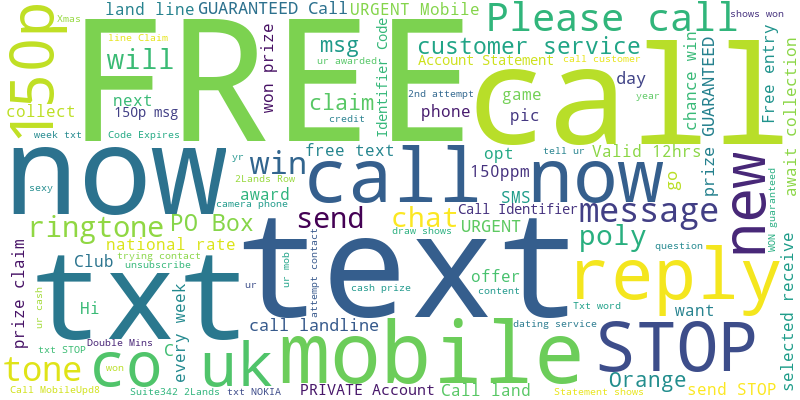 150p
Xmas
land line
GUARANTEED Call
URGENT Mobile
Please call
shows won
line Claim
will
won prize
msg
ur awarded
Identifier Code
customer service
Account Statement
call customer
FREE
call
collect
next
150p msg
claim
credit
2nd attempt
phone
game
pic
day
year
chance win
prize GUARANTEED
Free entry
await collection
week txt
Code Expires
now
yr
win
free text
call
opt
150ppm
tell ur
now
Valid 12hrs
go
new
WON guaranteed
sexy
2Lands Row
award
camera phone
SMS
ringtone
PO Box
send
chat
Call Identifier
message
URGENT
draw shows
poly
national rate
trying contact
unsubscribe
Club
txt
ur
ur mob
attempt contact
text
cash prize
offer
content
question
reply
Txt word
prize claim
ur cash
Hi
every week
call landline
dating service
want
selected receive
Double Mins
txt STOP
C
tone
co uk
mobile
STOP
Orange
won
Call MobileUpd8
Suite342 2Lands
txt NOKIA
PRIVATE Account
Call land
Statement shows
send STOP